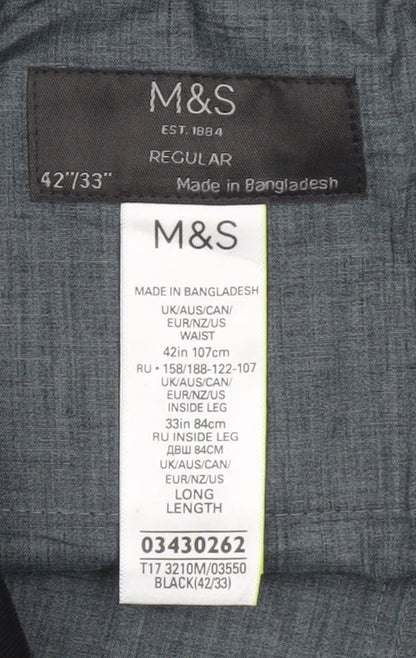 M&S
EST. 1884
REGULAR
42"/33" Made in Bangladesh
M&S
MADE IN BANGLADESH
UK/AUS/CAN/
EUR/NZ/US
WAIST
42in 107cm
RU • 158/188-122-107
UK/AUS/CAN/
EUR/NZ/US
INSIDE LEG
33in 84cm
RU INSIDE LEG
ДВШ 84CM
UK/AUS/CAN/
EUR/NZ/US
LONG
LENGTH
03430262
T17 3210M/03550
BLACK(42/33)